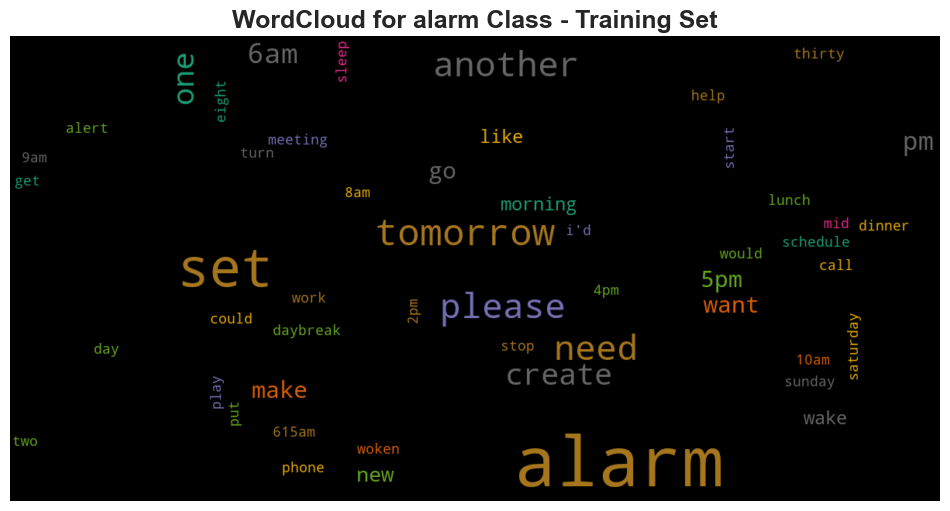 WordCloud for alarm Class - Training Set
one
6am
sleep
another
thirty
eight
help
alert
meeting
like
start
pm
9am
turn
go
get
8am
morning
lunch
tomorrow
i'd
mid
dinner
schedule
set
would
call
work
2pm
please
4pm
5pm
want
could
daybreak
saturday
day
stop
need
10am
create
sunday
play
make
put
wake
615am
two
woken
alarm
phone
new